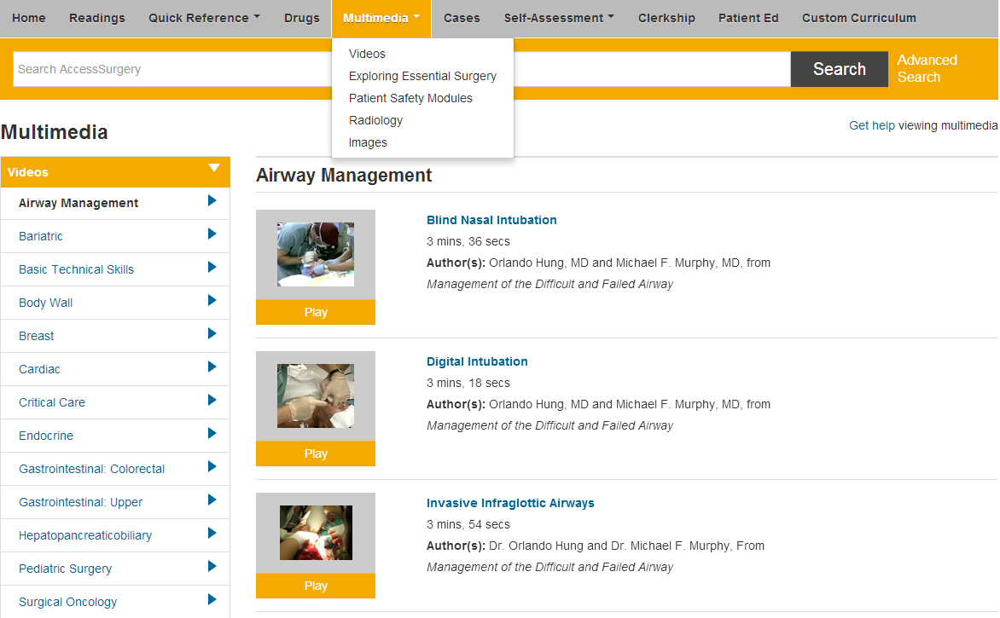 Home Readings Quick Reference Drugs Multimedia Cases Self-Assessment Clerkship Patient Ed Custom Curriculum
Videos
Exploring Essential Surgery
Patient Safety Modules
Radiology
Images
Search AccessSurgery
Search
Advanced
Search
Multimedia
Get help viewing multimedia
Videos
Airway Management
Bariatric
Basic Technical Skills
Body Wall
Breast
Cardiac
Critical Care
Endocrine
Gastrointestinal: Colorectal
Gastrointestinal: Upper
Hepatopancreaticobiliary
Pediatric Surgery
Surgical Oncology
Airway Management
Blind Nasal Intubation
3 mins, 36 secs
Author(s): Orlando Hung, MD and Michael F. Murphy, MD, from
Management of the Difficult and Failed Airway
Play
Digital Intubation
3 mins, 18 secs
Author(s): Orlando Hung, MD and Michael F. Murphy, MD, from
Management of the Difficult and Failed Airway
Play
Invasive Infraglottic Airways
3 mins, 54 secs
Author(s): Dr. Orlando Hung and Dr. Michael F. Murphy, From
Management of the Difficult and Failed Airway
Play